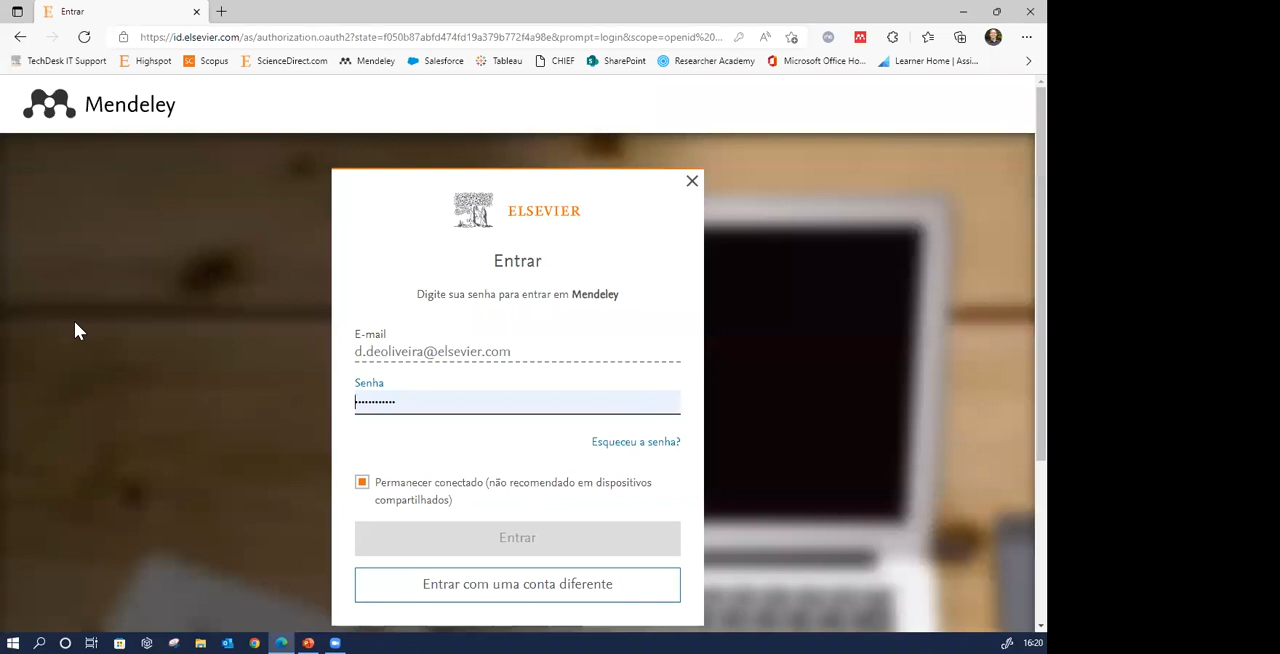 Entrar
https://id.elsevier.com/as/authorization.oauth2?state=f050b87abfd474fd19a379b772f4a98e&prompt=login&scope=openid%20...
TechDesk IT Support Highspot Scopus ScienceDirect.com Mendeley Salesforce Tableau CHIEF SharePoint Researcher Academy Microsoft Office Ho... Learner Home | Assi...
Mendeley
ELSEVIER
Entrar
Digite sua senha para entrar em Mendeley
E-mail
d.deoliveira@elsevier.com
Senha
Esqueceu a senha?
Permanecer conectado (não recomendado em dispositivos
compartilhados)
Entrar
Entrar com uma conta diferente
16:20